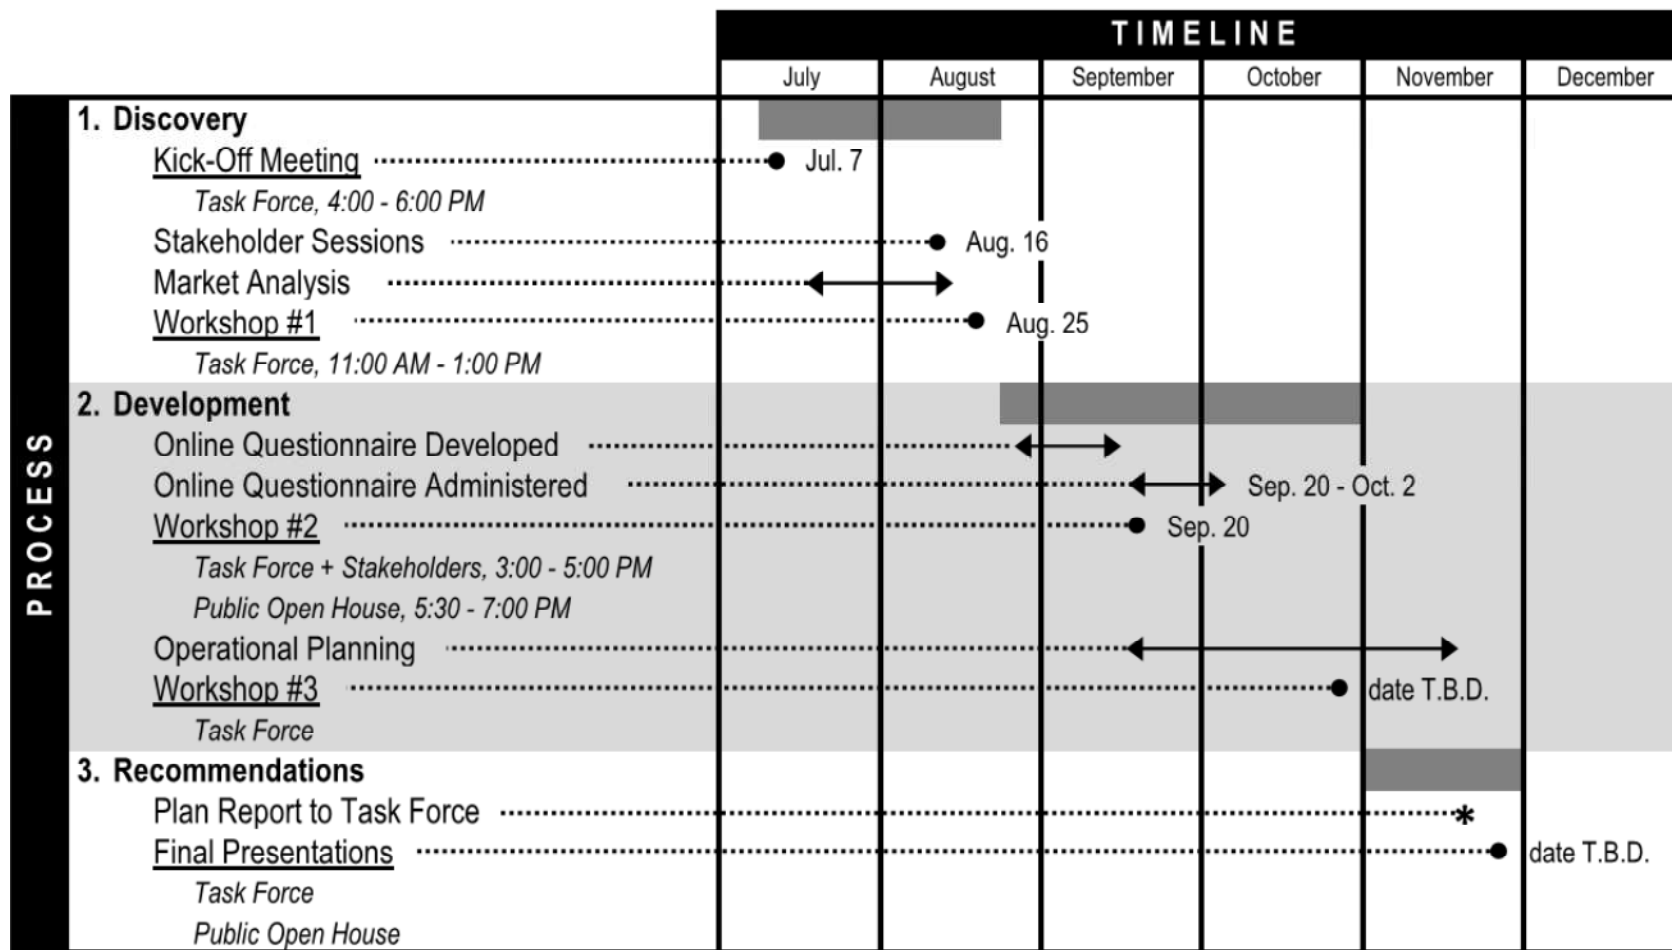 TIMELINE
July August September October November December
PROCESS
1. Discovery
Kick-Off Meeting Jul. 7
Task Force, 4:00 - 6:00 PM
Stakeholder Sessions Aug. 16
Market Analysis
Workshop #1 Aug. 25
Task Force, 11:00 AM - 1:00 PM
2. Development
Online Questionnaire Developed
Online Questionnaire Administered Sep. 20 - Oct. 2
Workshop #2 Sep. 20
Task Force + Stakeholders, 3:00 - 5:00 PM
Public Open House, 5:30 - 7:00 PM
Operational Planning
Workshop #3 date T.B.D.
Task Force
3. Recommendations
Plan Report to Task Force *
Final Presentations date T.B.D.
Task Force
Public Open House